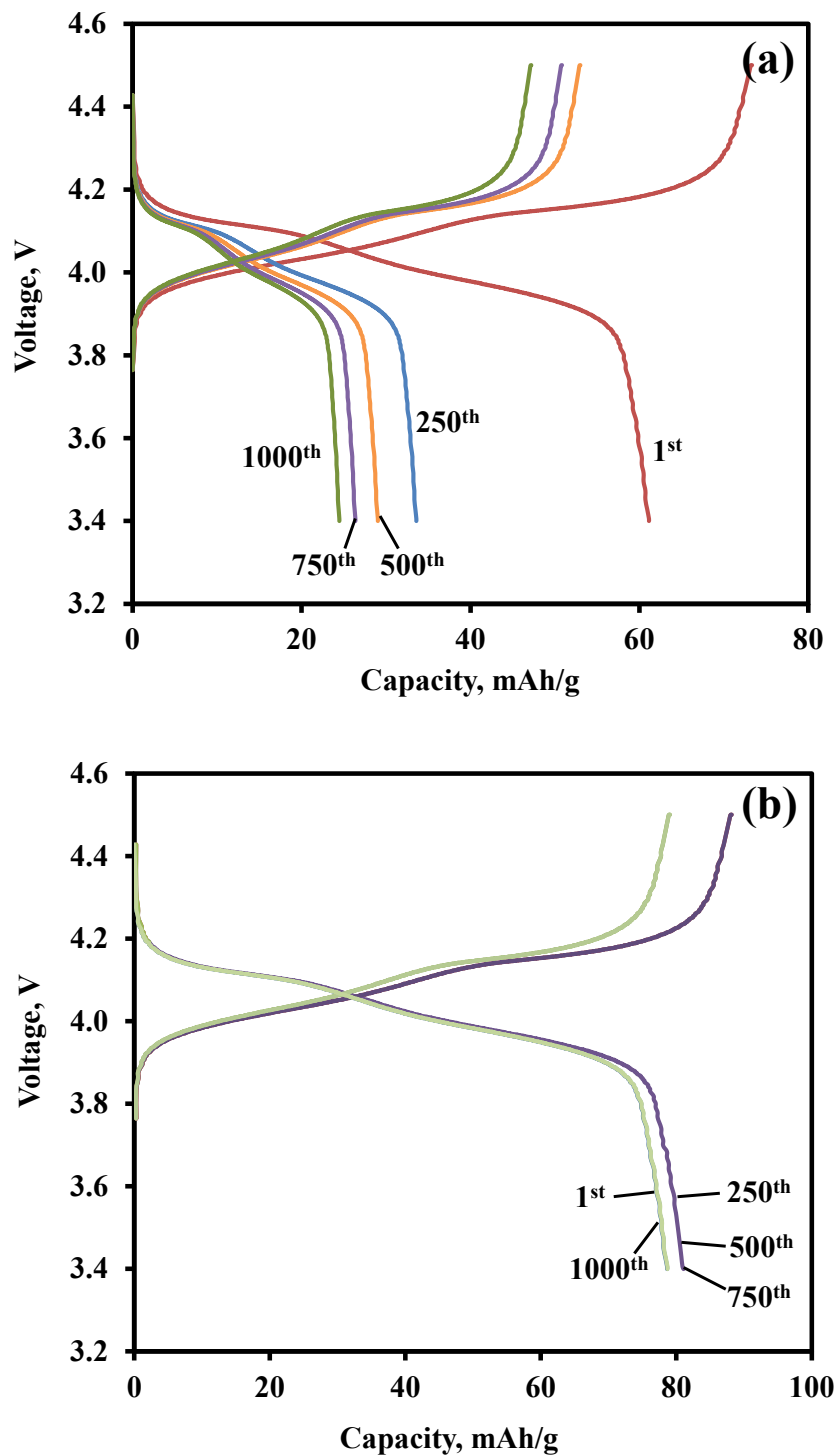 4.6
(a)
4.4
4.2
4.0
Voltage, V
3.8
250ᵗʰ
1ˢᵗ
3.6
1000ᵗʰ
3.4
750ᵗʰ
500ᵗʰ
3.2
0 20 40 60 80
Capacity, mAh/g
4.6
(b)
4.4
4.2
4.0
Voltage, V
3.8
3.6
1ˢᵗ
250ᵗʰ
500ᵗʰ
1000ᵗʰ
3.4
750ᵗʰ
3.2
0 20 40 60 80 100
Capacity, mAh/g